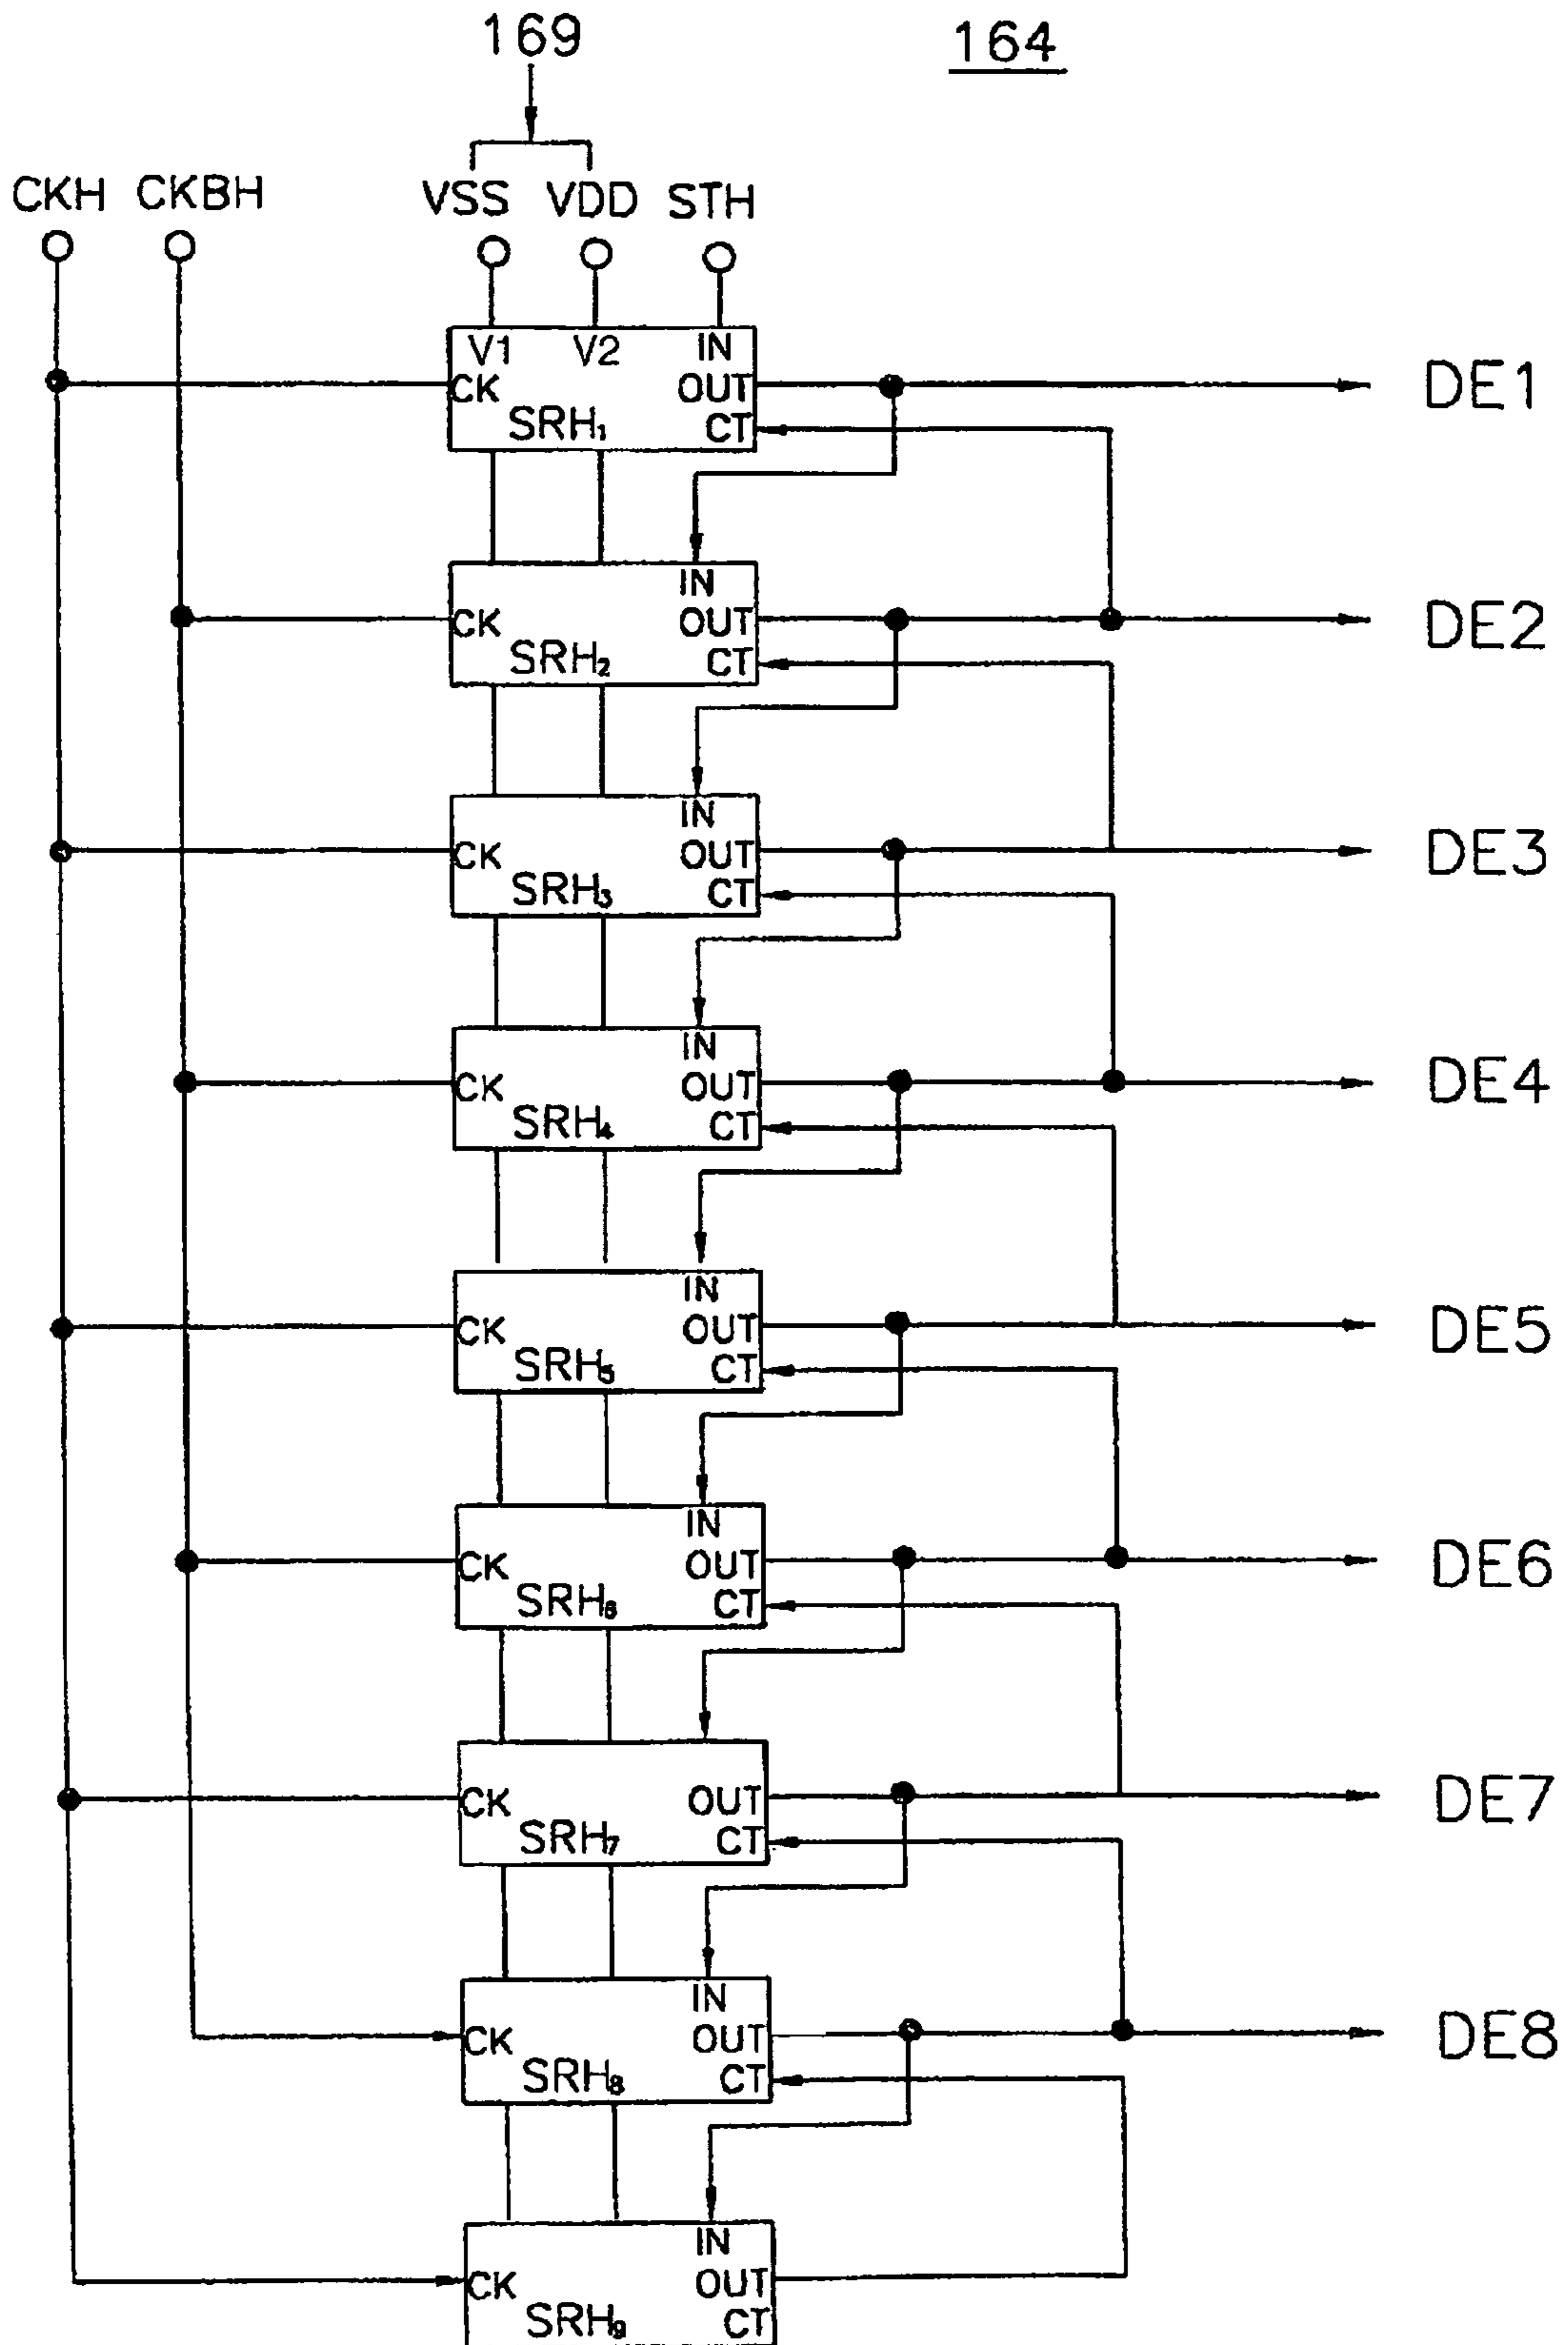 169 164
CKH CKBH VSS VDD STH
V1 V2 IN
CK OUT DE1
SRH1 CT
IN
CK OUT DE2
SRH2 CT
IN
CK OUT DE3
SRH3 CT
IN
CK OUT DE4
SRH4 CT
IN
CK OUT DE5
SRH5 CT
IN
CK OUT DE6
SRH6 CT
CK OUT DE7
SRH7 CT
IN
CK OUT DE8
SRH8 CT
IN
CK OUT
SRH9 CT